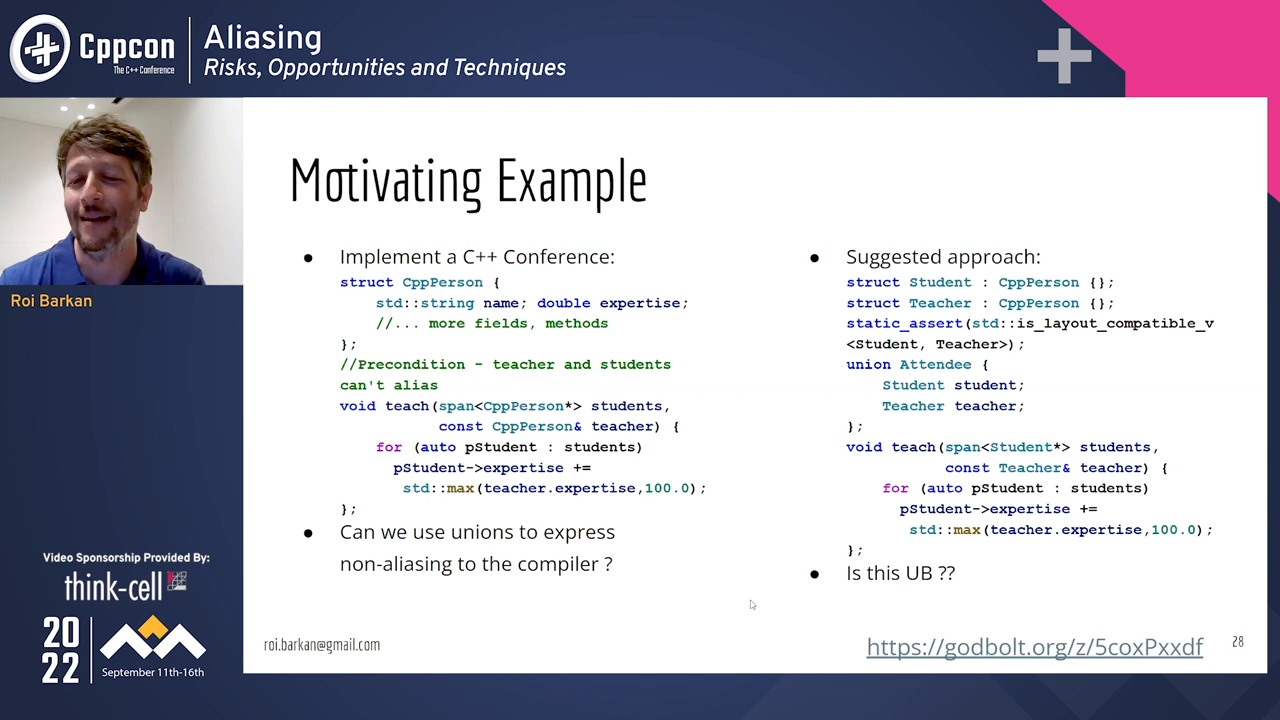 Cppcon
The C++ Conference
Aliasing
Risks, Opportunities and Techniques
Roi Barkan
Video Sponsorship Provided By:
think-cell
20
22
September 11th-16th
Motivating Example
● Implement a C++ Conference:
struct CppPerson {
std::string name; double expertise;
//... more fields, methods
};
//Precondition - teacher and students
can't alias
void teach(span<CppPerson*> students,
const CppPerson& teacher) {
for (auto pStudent : students)
pStudent->expertise +=
std::max(teacher.expertise,100.0);
};
● Can we use unions to express
non-aliasing to the compiler ?
● Suggested approach:
struct Student : CppPerson {};
struct Teacher : CppPerson {};
static_assert(std::is_layout_compatible_v
<Student, Teacher>);
union Attendee {
Student student;
Teacher teacher;
};
void teach(span<Student*> students,
const Teacher& teacher) {
for (auto pStudent : students)
pStudent->expertise +=
std::max(teacher.expertise,100.0);
};
● Is this UB ??
roi.barkan@gmail.com
https://godbolt.org/z/5coxPxxdf
28